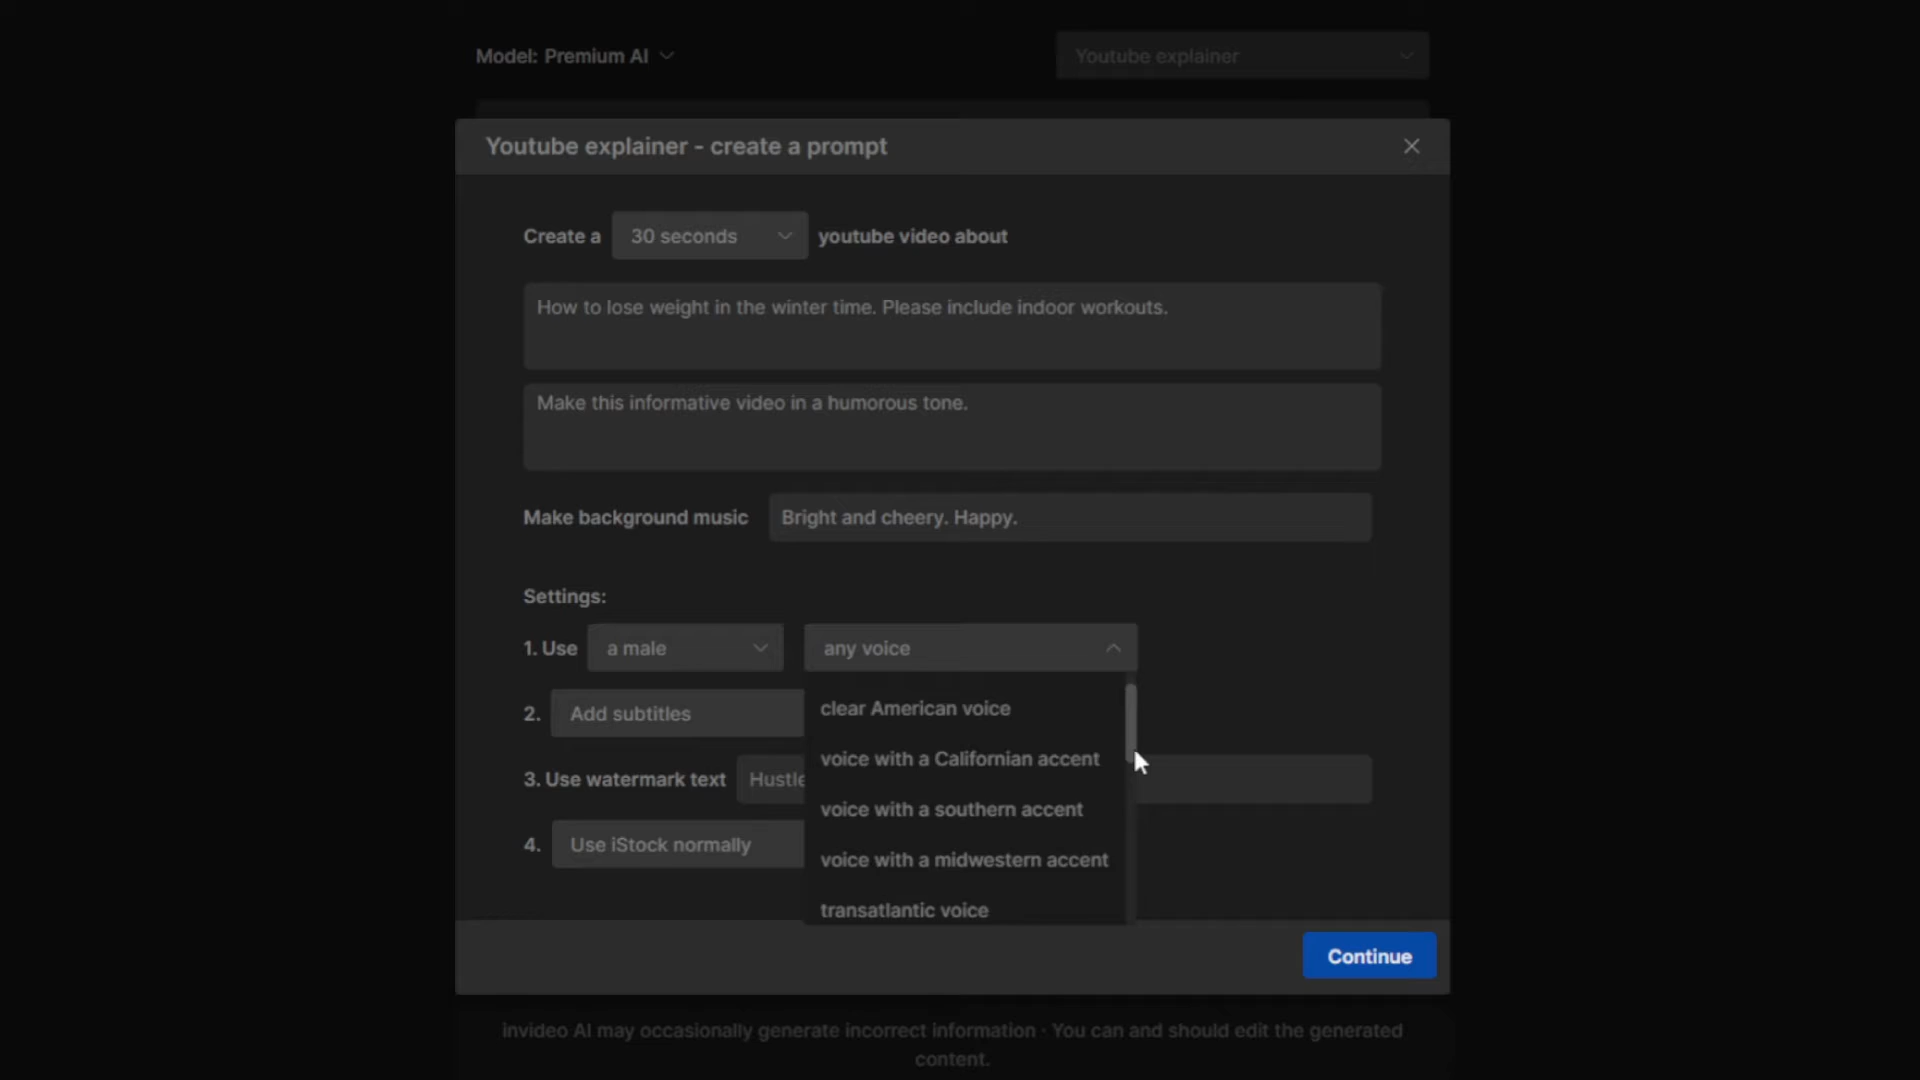 Model: Premium AI
Youtube explainer
Youtube explainer - create a prompt
Create a 30 seconds youtube video about
How to lose weight in the winter time. Please include indoor workouts.
Make this informative video in a humorous tone.
Make background music Bright and cheery. Happy.
Settings:
1. Use a male any voice
clear American voice
2. Add subtitles
voice with a Californian accent
3. Use watermark text Hustle
voice with a southern accent
4. Use iStock normally
voice with a midwestern accent
transatlantic voice
Continue
invideo AI may occasionally generate incorrect information · You can and should edit the generated
content.